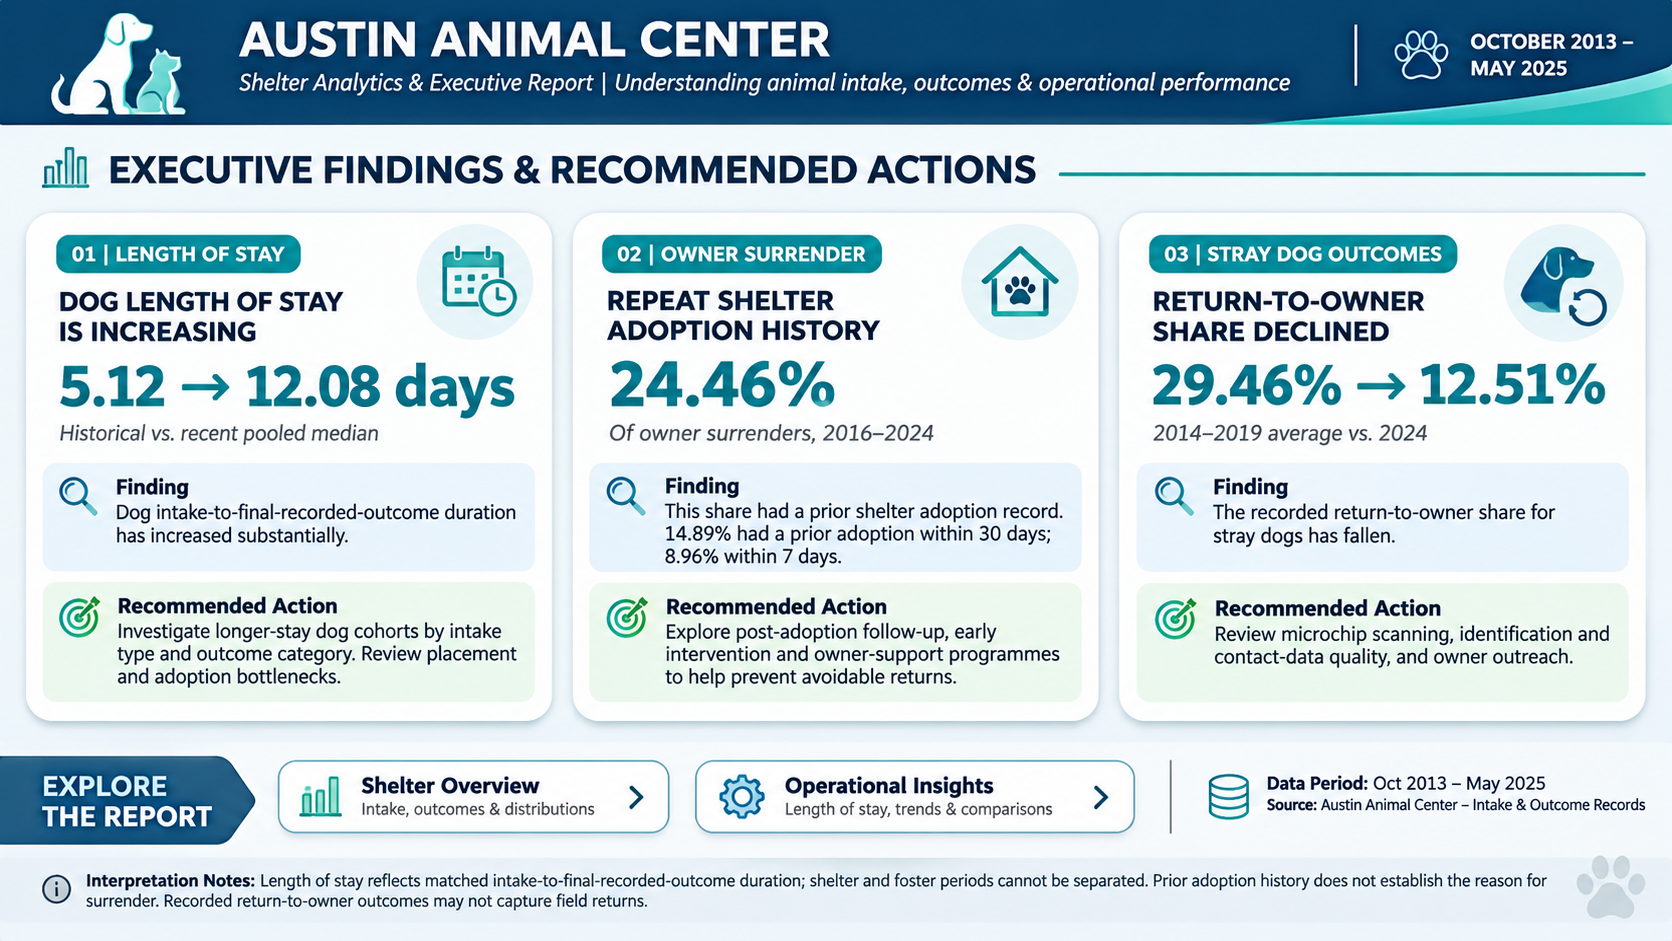 AUSTIN ANIMAL CENTER
Shelter Analytics & Executive Report | Understanding animal intake, outcomes & operational performance
OCTOBER 2013 –
MAY 2025
EXECUTIVE FINDINGS & RECOMMENDED ACTIONS
01 | LENGTH OF STAY
DOG LENGTH OF STAY
IS INCREASING
5.12 → 12.08 days
Historical vs. recent pooled median
Finding
Dog intake-to-final-recorded-outcome duration
has increased substantially.
Recommended Action
Investigate longer-stay dog cohorts by intake
type and outcome category. Review placement
and adoption bottlenecks.
02 | OWNER SURRENDER
REPEAT SHELTER
ADOPTION HISTORY
24.46%
Of owner surrenders, 2016–2024
Finding
This share had a prior shelter adoption record.
14.89% had a prior adoption within 30 days;
8.96% within 7 days.
Recommended Action
Explore post-adoption follow-up, early
intervention and owner-support programmes
to help prevent avoidable returns.
03 | STRAY DOG OUTCOMES
RETURN-TO-OWNER
SHARE DECLINED
29.46% → 12.51%
2014–2019 average vs. 2024
Finding
The recorded return-to-owner share for
stray dogs has fallen.
Recommended Action
Review microchip scanning, identification and
contact-data quality, and owner outreach.
EXPLORE
THE REPORT
Shelter Overview
Intake, outcomes & distributions
Operational Insights
Length of stay, trends & comparisons
Data Period: Oct 2013 – May 2025
Source: Austin Animal Center – Intake & Outcome Records
Interpretation Notes: Length of stay reflects matched intake-to-final-recorded-outcome duration; shelter and foster periods cannot be separated. Prior adoption history does not establish the reason for
surrender. Recorded return-to-owner outcomes may not capture field returns.